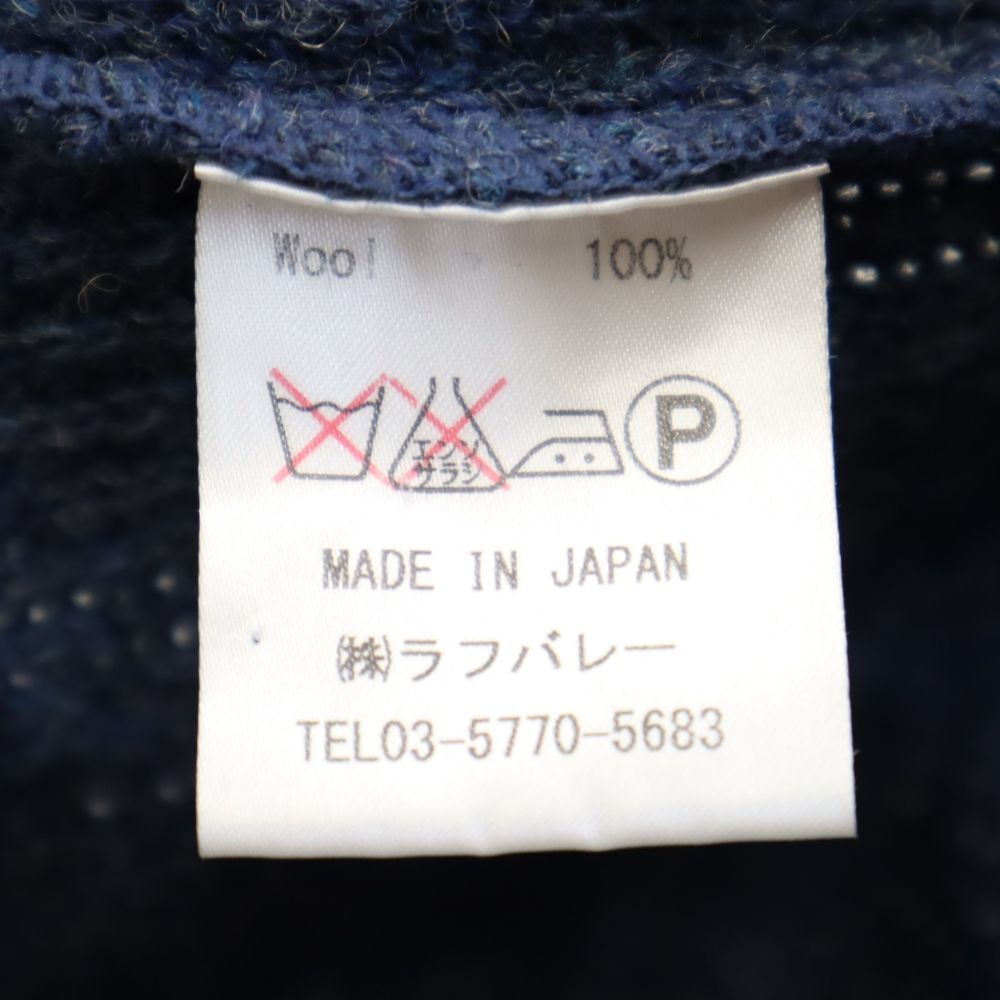 Wool 100%
エンソ
サラシ
P
MADE IN JAPAN
㈱ラフバレー
TEL03-5770-5683